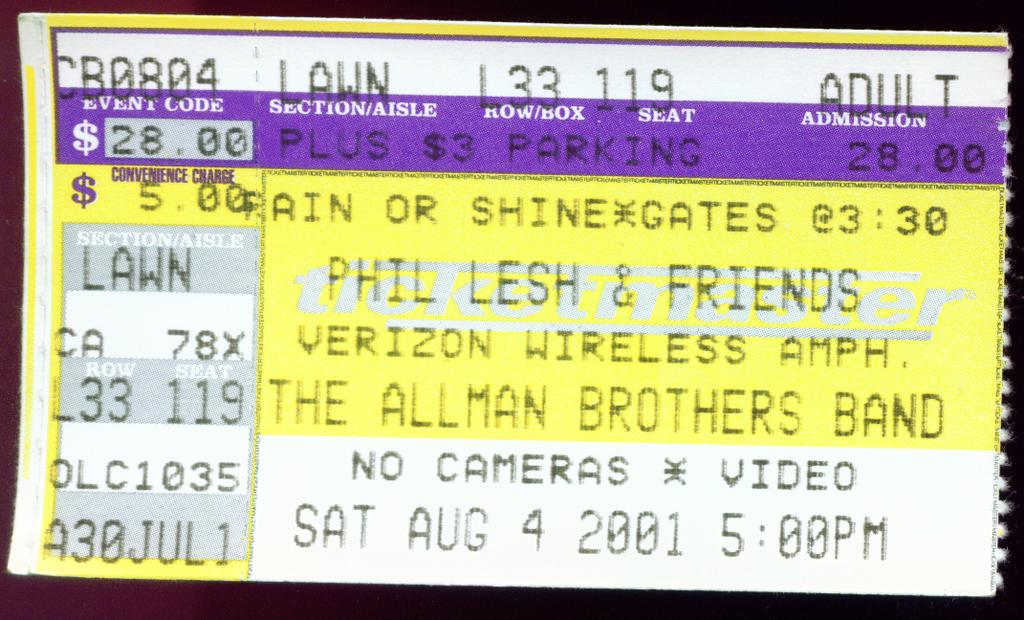 CB0804 LAWN L33 119 ADULT
EVENT CODE SECTION/AISLE ROW/BOX SEAT ADMISSION
$ 28.00 PLUS $3 PARKING 28.00
CONVENIENCE CHARGE
$ 5.00 RAIN OR SHINE*GATES @3:30
SECTION/AISLE
LAWN PHIL LESH & FRIENDS
ticketmaster
CA 78X VERIZON WIRELESS AMPH.
ROW SEAT
L33 119 THE ALLMAN BROTHERS BAND
OLC1035 NO CAMERAS * VIDEO
A30JUL1 SAT AUG 4 2001 5:00PM